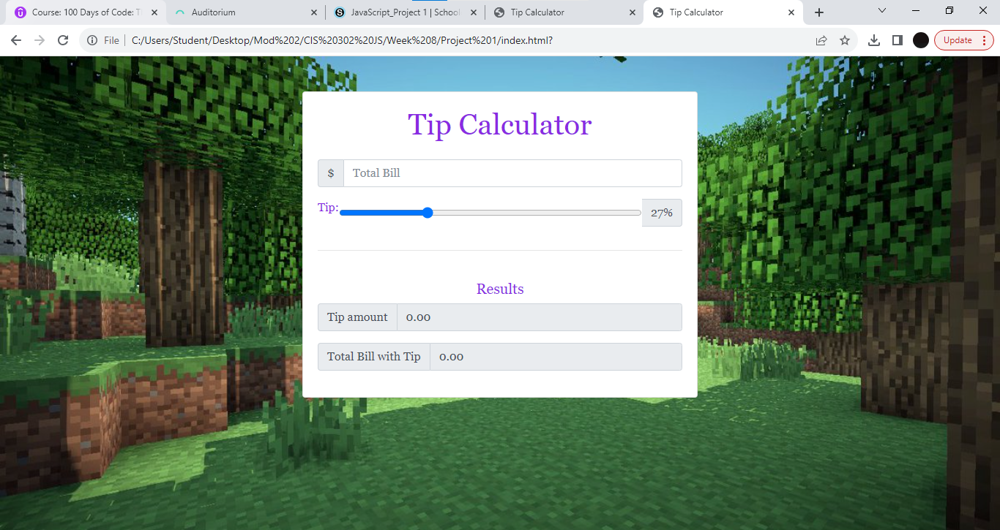 Course: 100 Days of Code: T
Auditorium
JavaScript_Project 1 | School
Tip Calculator
Tip Calculator
File
C:/Users/Student/Desktop/Mod%202/CIS%20302%20JS/Week%208/Project%201/index.html?
Update
Tip Calculator
$ Total Bill
Tip: 27%
Results
Tip amount 0.00
Total Bill with Tip 0.00